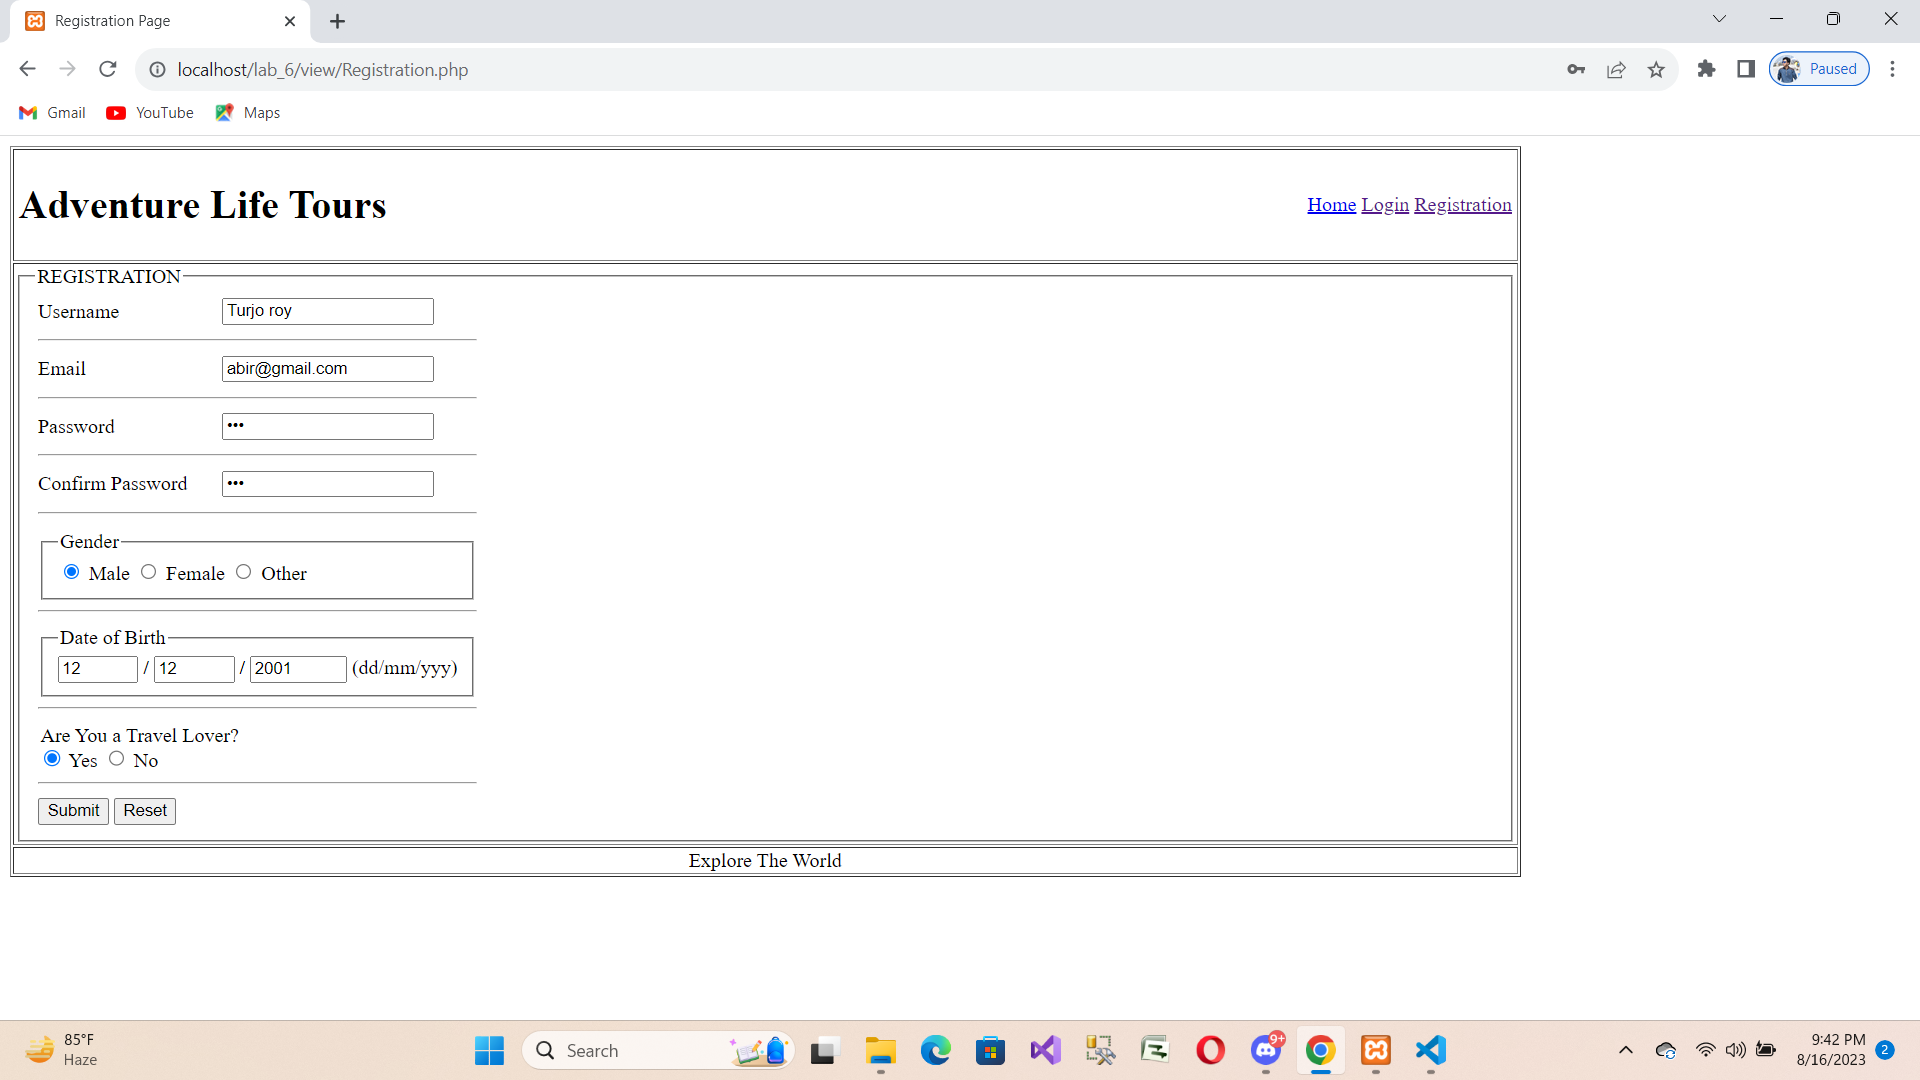 Registration Page
localhost/lab_6/view/Registration.php
Paused
Gmail YouTube Maps
Adventure Life Tours
Home Login Registration
REGISTRATION
Username Turjo roy
Email abir@gmail.com
Password •••
Confirm Password •••
Gender
Male Female Other
Date of Birth
12 / 12 / 2001 (dd/mm/yyy)
Are You a Travel Lover?
Yes No
Submit Reset
Explore The World
85°F
Haze
Search
9+
9:42 PM
8/16/2023
2